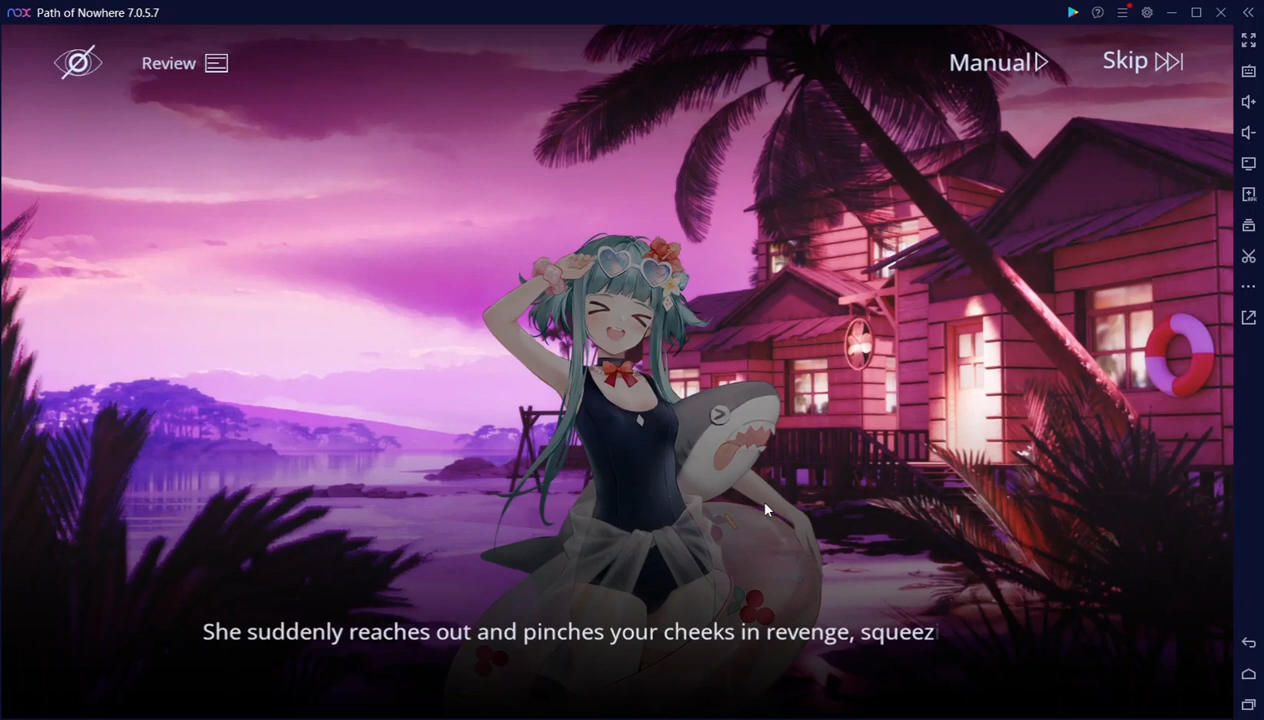 nox Path of Nowhere 7.0.5.7
Review
Manual
Skip
She suddenly reaches out and pinches your cheeks in revenge, squeez